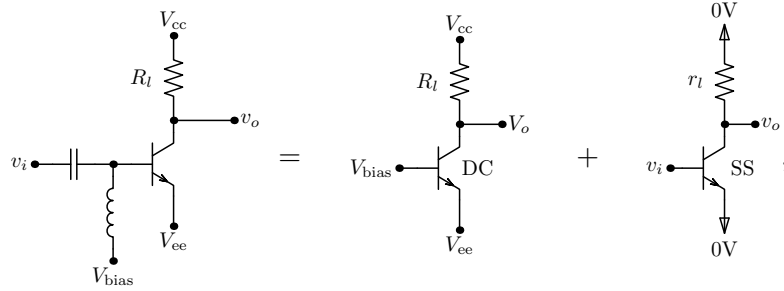 V_cc
R_l
v_o
v_i
V_bias
V_ee
=
V_cc
R_l
V_o
V_bias
DC
V_ee
+
0V
r_l
v_o
v_i
SS
0V